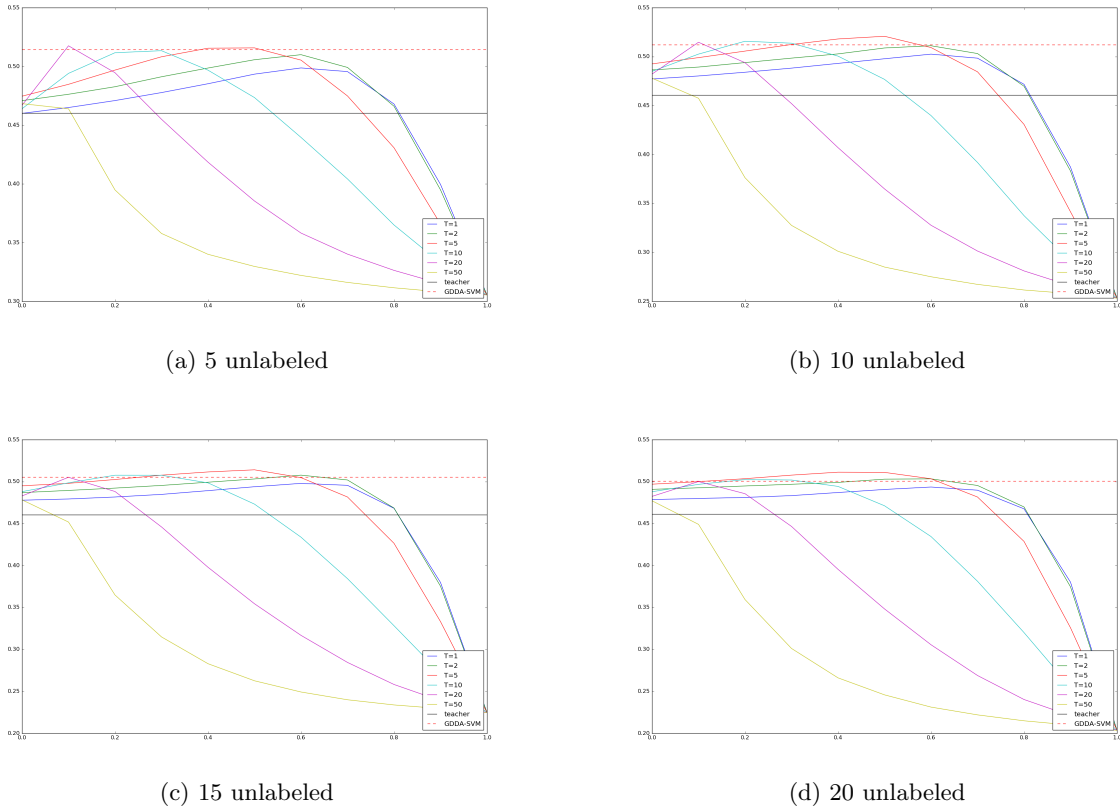 0.55
0.50
0.45
0.40
0.35
0.30
0.0 0.2 0.4 0.6 0.8 1.0
T=1
T=2
T=5
T=10
T=20
T=50
teacher
GDDA-SVM
(a) 5 unlabeled
0.55
0.50
0.45
0.40
0.35
0.30
0.25
0.0 0.2 0.4 0.6 0.8 1.0
T=1
T=2
T=5
T=10
T=20
T=50
teacher
GDDA-SVM
(b) 10 unlabeled
0.55
0.50
0.45
0.40
0.35
0.30
0.25
0.20
0.0 0.2 0.4 0.6 0.8 1.0
T=1
T=2
T=5
T=10
T=20
T=50
teacher
GDDA-SVM
(c) 15 unlabeled
0.55
0.50
0.45
0.40
0.35
0.30
0.25
0.20
0.0 0.2 0.4 0.6 0.8 1.0
T=1
T=2
T=5
T=10
T=20
T=50
teacher
GDDA-SVM
(d) 20 unlabeled